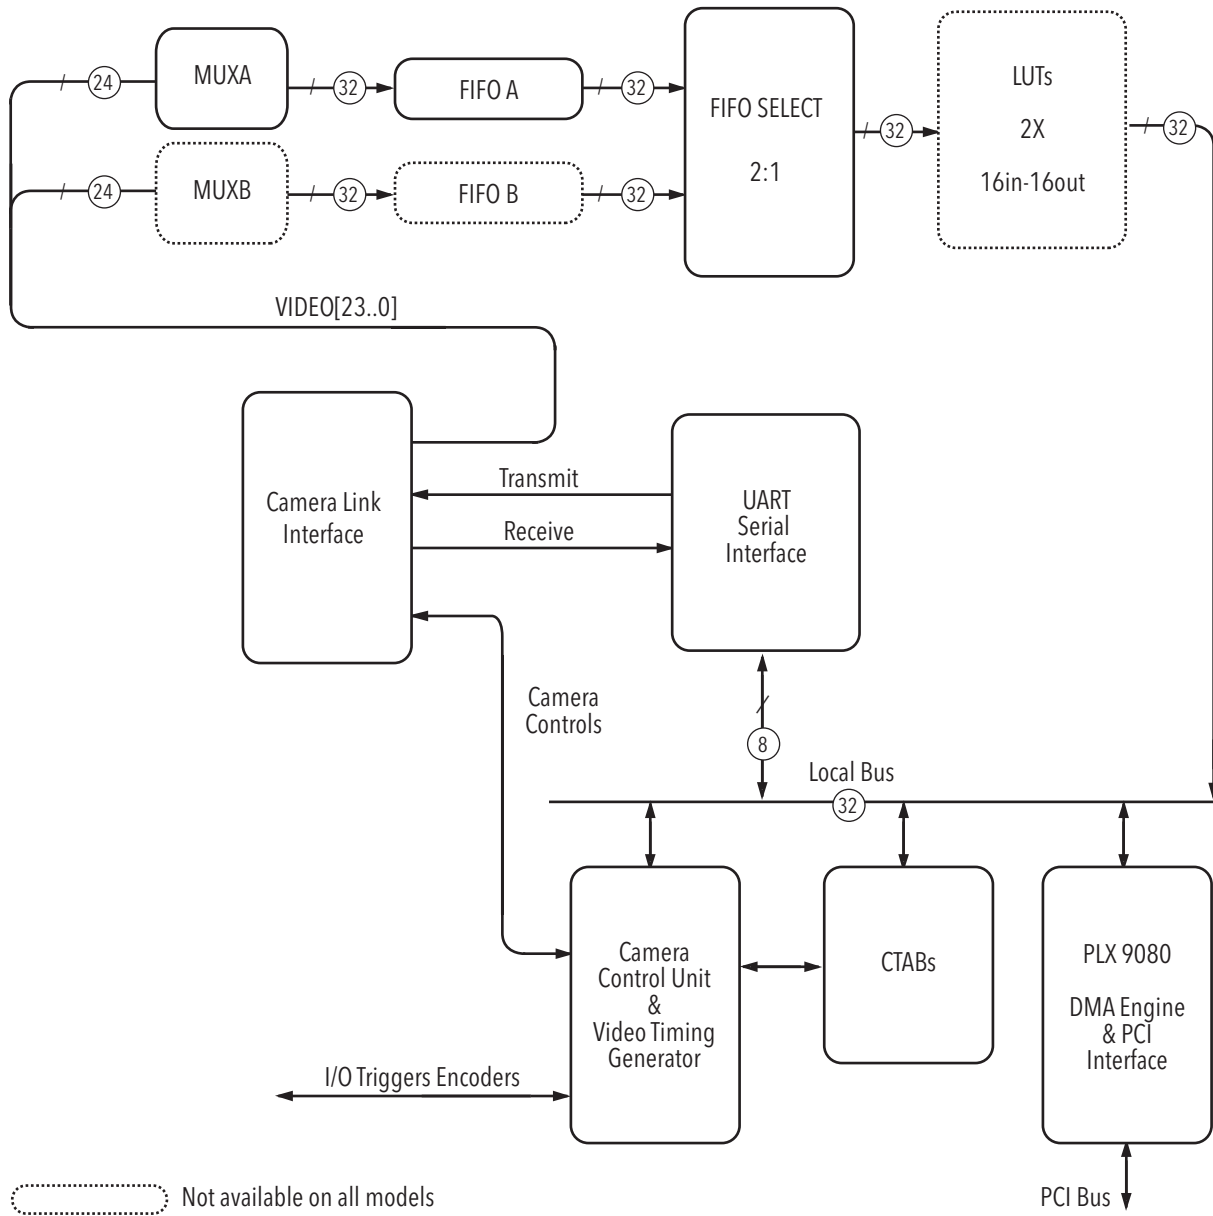 MUXA
24
32
FIFO A
32
FIFO SELECT
2:1
32
LUTs
2X
16in-16out
32
MUXB
24
32
FIFO B
32
VIDEO[23..0]
Camera Link
Interface
Transmit
Receive
UART
Serial
Interface
Camera
Controls
8
Local Bus
32
Camera
Control Unit
&
Video Timing
Generator
CTABs
PLX 9080
DMA Engine
& PCI
Interface
I/O Triggers Encoders
Not available on all models
PCI Bus